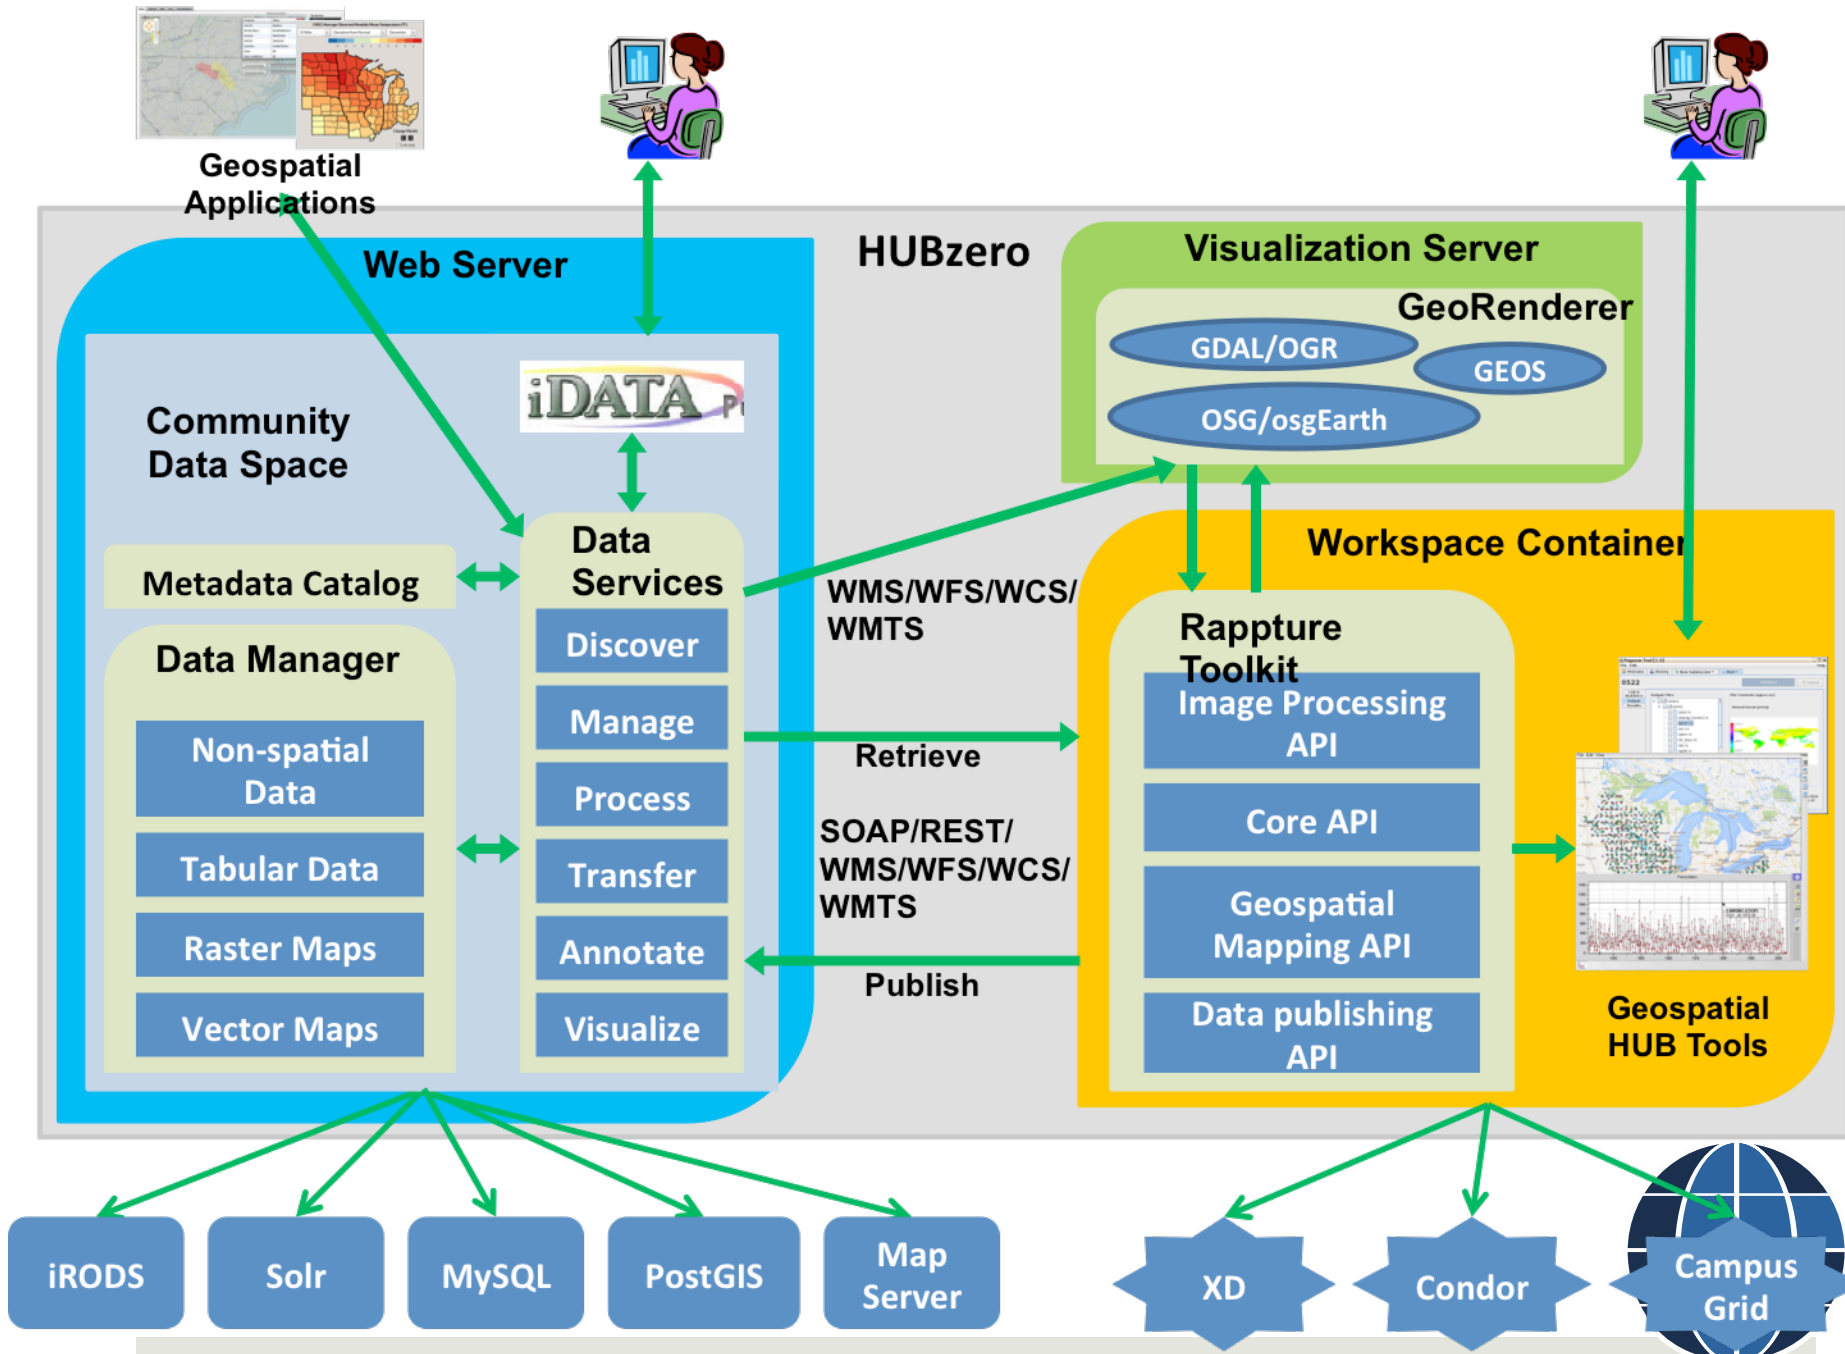 Geospatial
Applications
HUBzero
Web Server
Visualization Server
GeoRenderer
GDAL/OGR
GEOS
OSG/osgEarth
iDATA
Community
Data Space
Data
Services
Metadata Catalog
Discover
Manage
Process
Transfer
Annotate
Visualize
Data Manager
Non-spatial
Data
Tabular Data
Raster Maps
Vector Maps
WMS/WFS/WCS/
WMTS
Retrieve
SOAP/REST/
WMS/WFS/WCS/
WMTS
Publish
Workspace Container
Rappture
Toolkit
Image Processing
API
Core API
Geospatial
Mapping API
Data publishing
API
0522
Geospatial
HUB Tools
iRODS
Solr
MySQL
PostGIS
Map
Server
XD
Condor
Campus
Grid